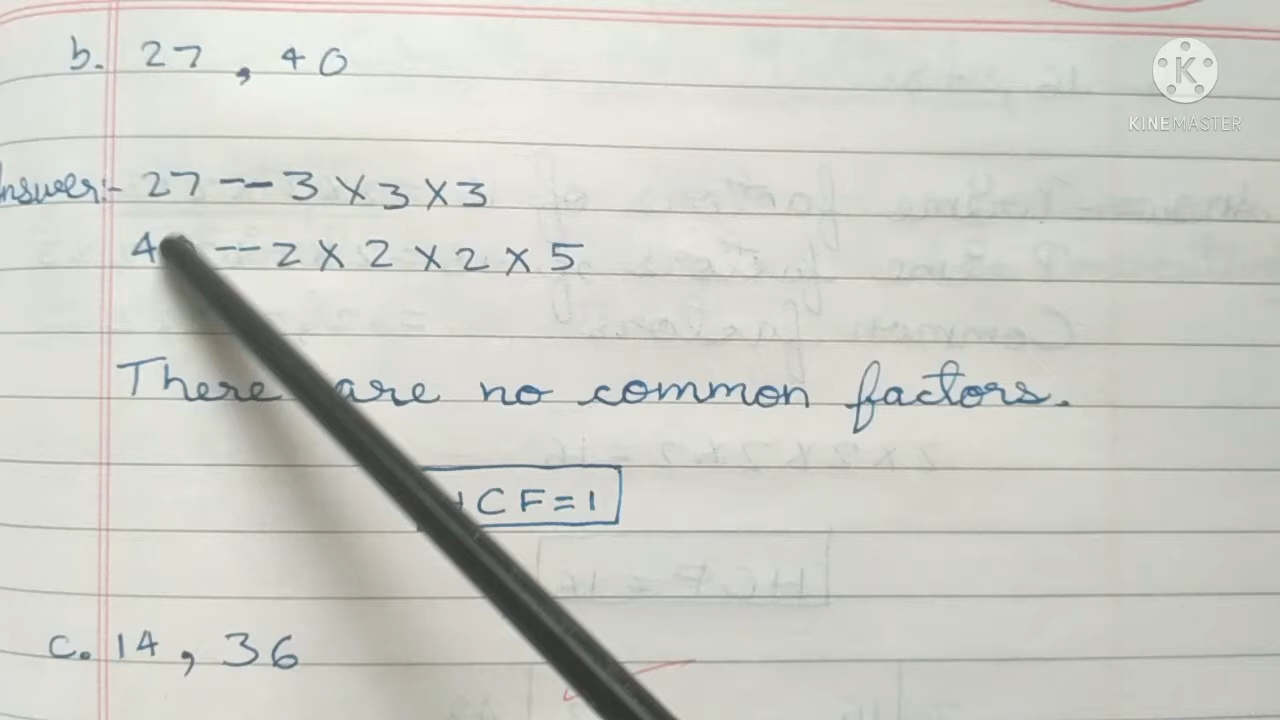 b. 27 , 40
KINEMASTER
nswer:- 27 -- 3 X 3 X 3
-- 2 X 2 X 2 X 5
There are no common factors.
CF=1
c. 14 , 36